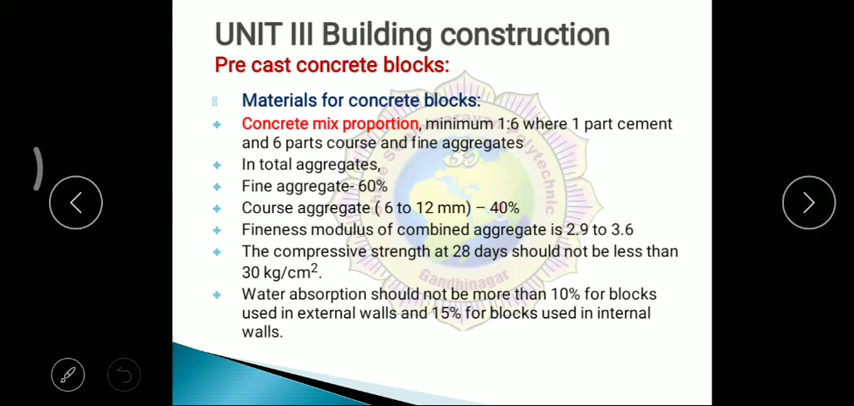 UNIT III Building construction
Pre cast concrete blocks:
Materials for concrete blocks:
Concrete mix proportion, minimum 1:6 where 1 part cement
and 6 parts course and fine aggregates
In total aggregates,
Fine aggregate- 60%
Course aggregate ( 6 to 12 mm) – 40%
Fineness modulus of combined aggregate is 2.9 to 3.6
The compressive strength at 28 days should not be less than
30 kg/cm².
Water absorption should not be more than 10% for blocks
used in external walls and 15% for blocks used in internal
walls.
Gandhinagar